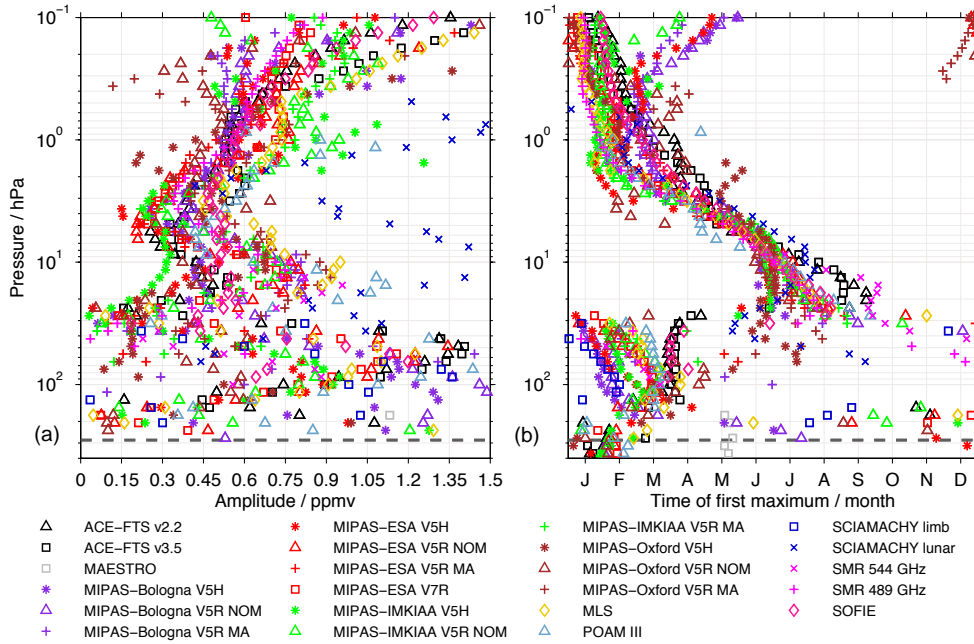 10⁻¹
10⁰
10¹
10²
Pressure / hPa
(a)
0 0.15 0.3 0.45 0.6 0.75 0.9 1.05 1.2 1.35 1.5
Amplitude / ppmv
10⁻¹
10⁰
10¹
10²
(b)
J F M A M J J A S O N D
Time of first maximum / month
ACE−FTS v2.2
ACE−FTS v3.5
MAESTRO
MIPAS−Bologna V5H
MIPAS−Bologna V5R NOM
MIPAS−Bologna V5R MA
MIPAS−ESA V5H
MIPAS−ESA V5R NOM
MIPAS−ESA V5R MA
MIPAS−ESA V7R
MIPAS−IMKIAA V5H
MIPAS−IMKIAA V5R NOM
MIPAS−IMKIAA V5R MA
MIPAS−Oxford V5H
MIPAS−Oxford V5R NOM
MIPAS−Oxford V5R MA
MLS
POAM III
SCIAMACHY limb
SCIAMACHY lunar
SMR 544 GHz
SMR 489 GHz
SOFIE